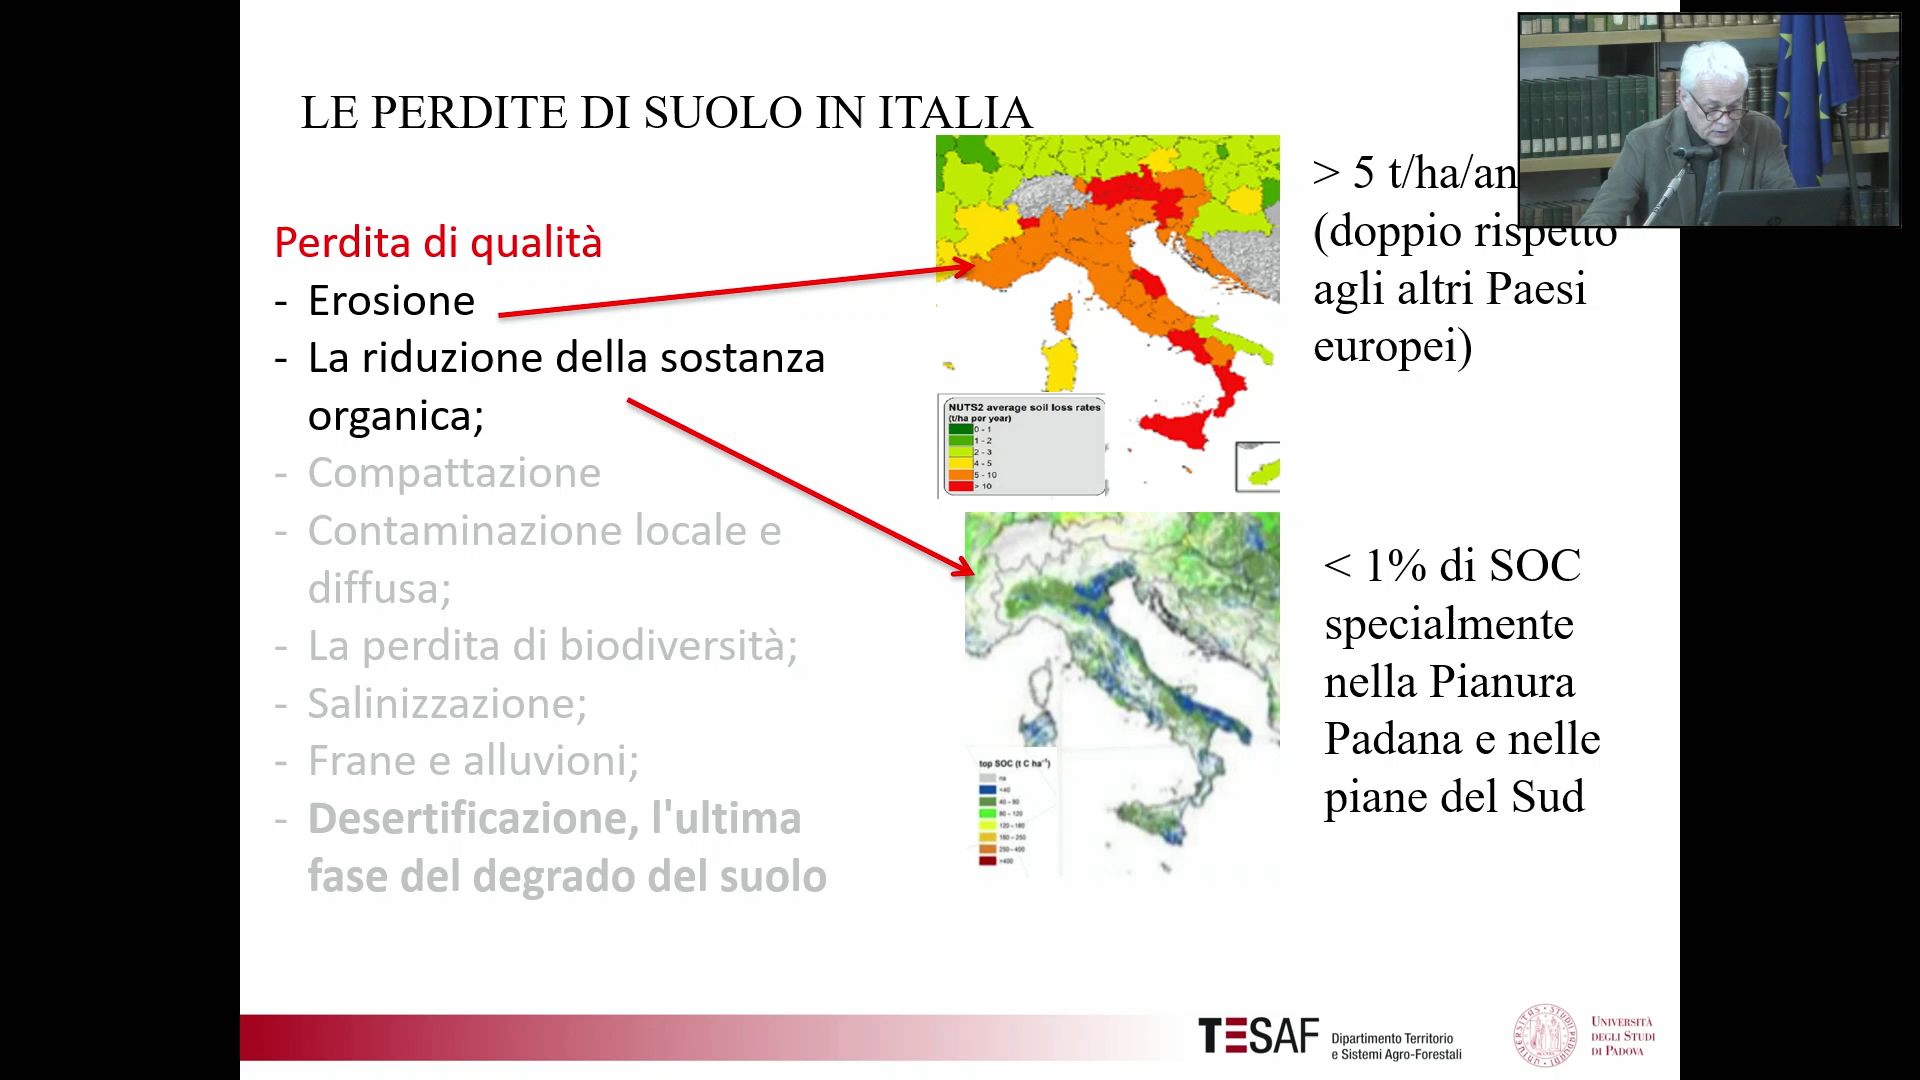 LE PERDITE DI SUOLO IN ITALIA
Perdita di qualità
- Erosione
- La riduzione della sostanza
organica;
- Compattazione
- Contaminazione locale e
diffusa;
- La perdita di biodiversità;
- Salinizzazione;
- Frane e alluvioni;
- Desertificazione, l'ultima
fase del degrado del suolo
NUTS2 average soil loss rates
(t/ha per year)
0 - 1
1 - 2
2 - 3
4 - 5
5 - 10
> 10
> 5 t/ha/an
(doppio rispetto
agli altri Paesi
europei)
top SOC (t C ha⁻¹)
na
<40
40 - 80
80 - 120
120 - 180
180 - 250
250 - 400
>400
< 1% di SOC
specialmente
nella Pianura
Padana e nelle
piane del Sud
TESAF
Dipartimento Territorio
e Sistemi Agro-Forestali
UNIVERSITÀ
DEGLI STUDI
DI PADOVA